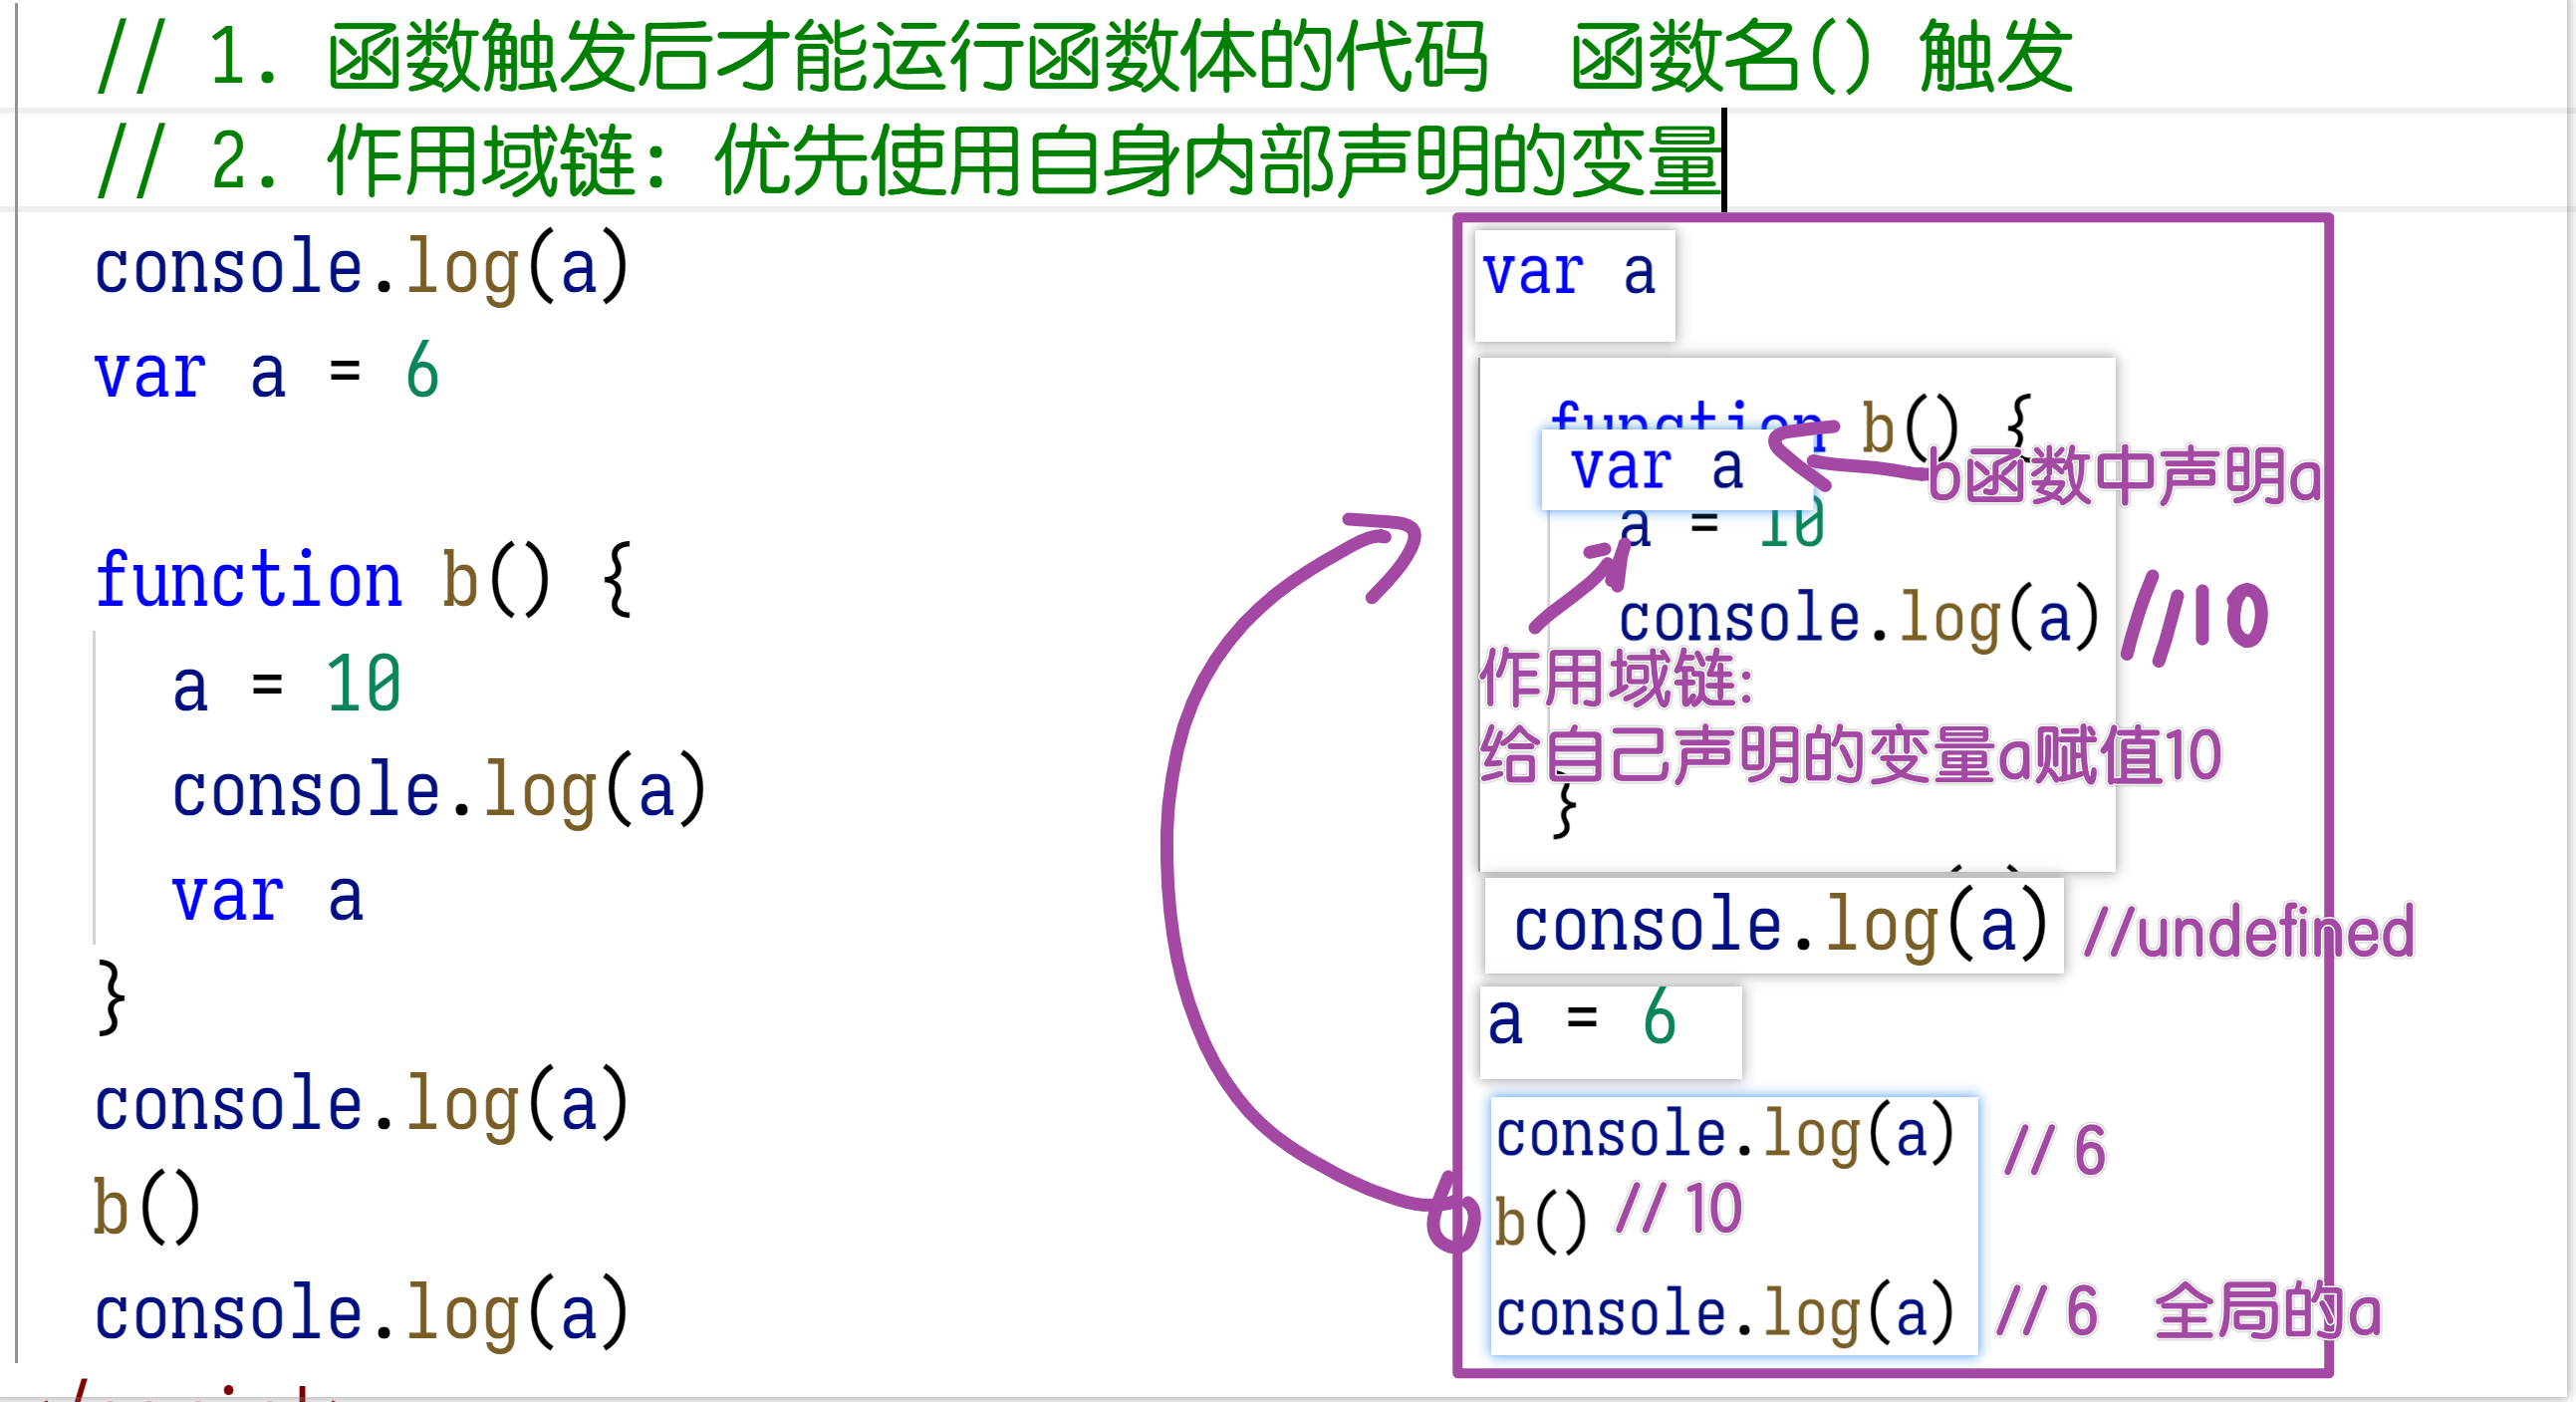 // 1. 函数触发后才能运行函数体的代码  函数名() 触发
// 2. 作用域链: 优先使用自身内部声明的变量
console.log(a)
var a = 6
function b() {
a = 10
console.log(a)
var a
}
console.log(a)
b()
console.log(a)
var a
function b() {
var a
b函数中声明a
a = 10
console.log(a) //10
作用域链:
给自己声明的变量a赋值10
}
console.log(a) //undefined
a = 6
console.log(a) // 6
b() // 10
console.log(a) // 6 全局的a